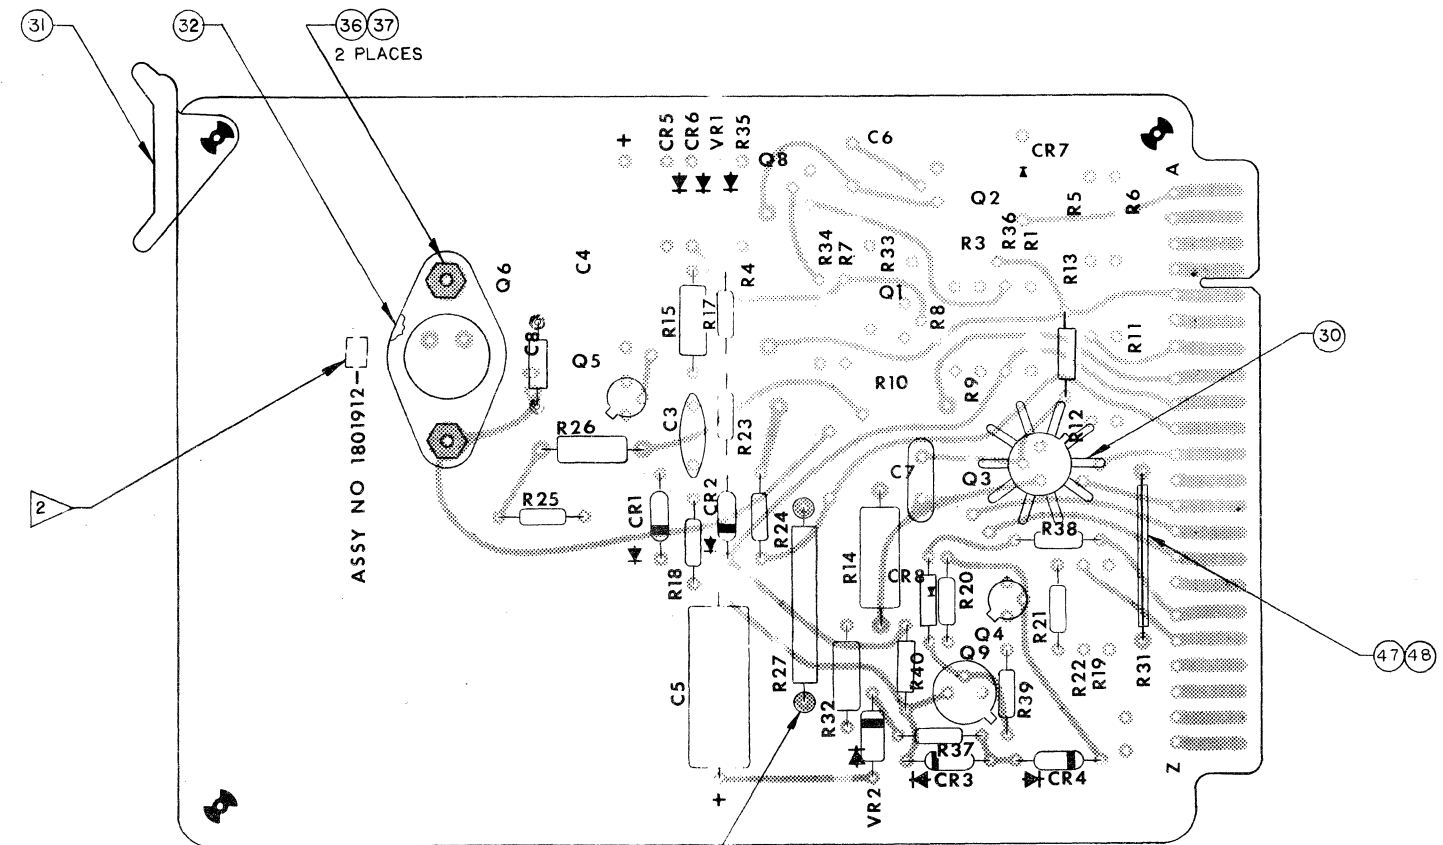 31
32
36 37
2 PLACES
+
CR5
CR6
VR1
R35
Q8
C6
CR7
A
Q2
R5
R6
R36
R1
R3
R34
R7
R33
R13
Q6
C4
R4
Q1
R15
R17
R8
R11
30
C8
Q5
R10
R9
ASSY NO 1801912-
R26
C3
R23
R12
C7
Q3
2
R25
CR1
CR2
R24
R38
R18
R14
CR8
R20
R21
Q4
Q9
C5
R27
R40
R22
R19
R31
47 48
R32
R39
R37
CR3
CR4
Z
+
VR2